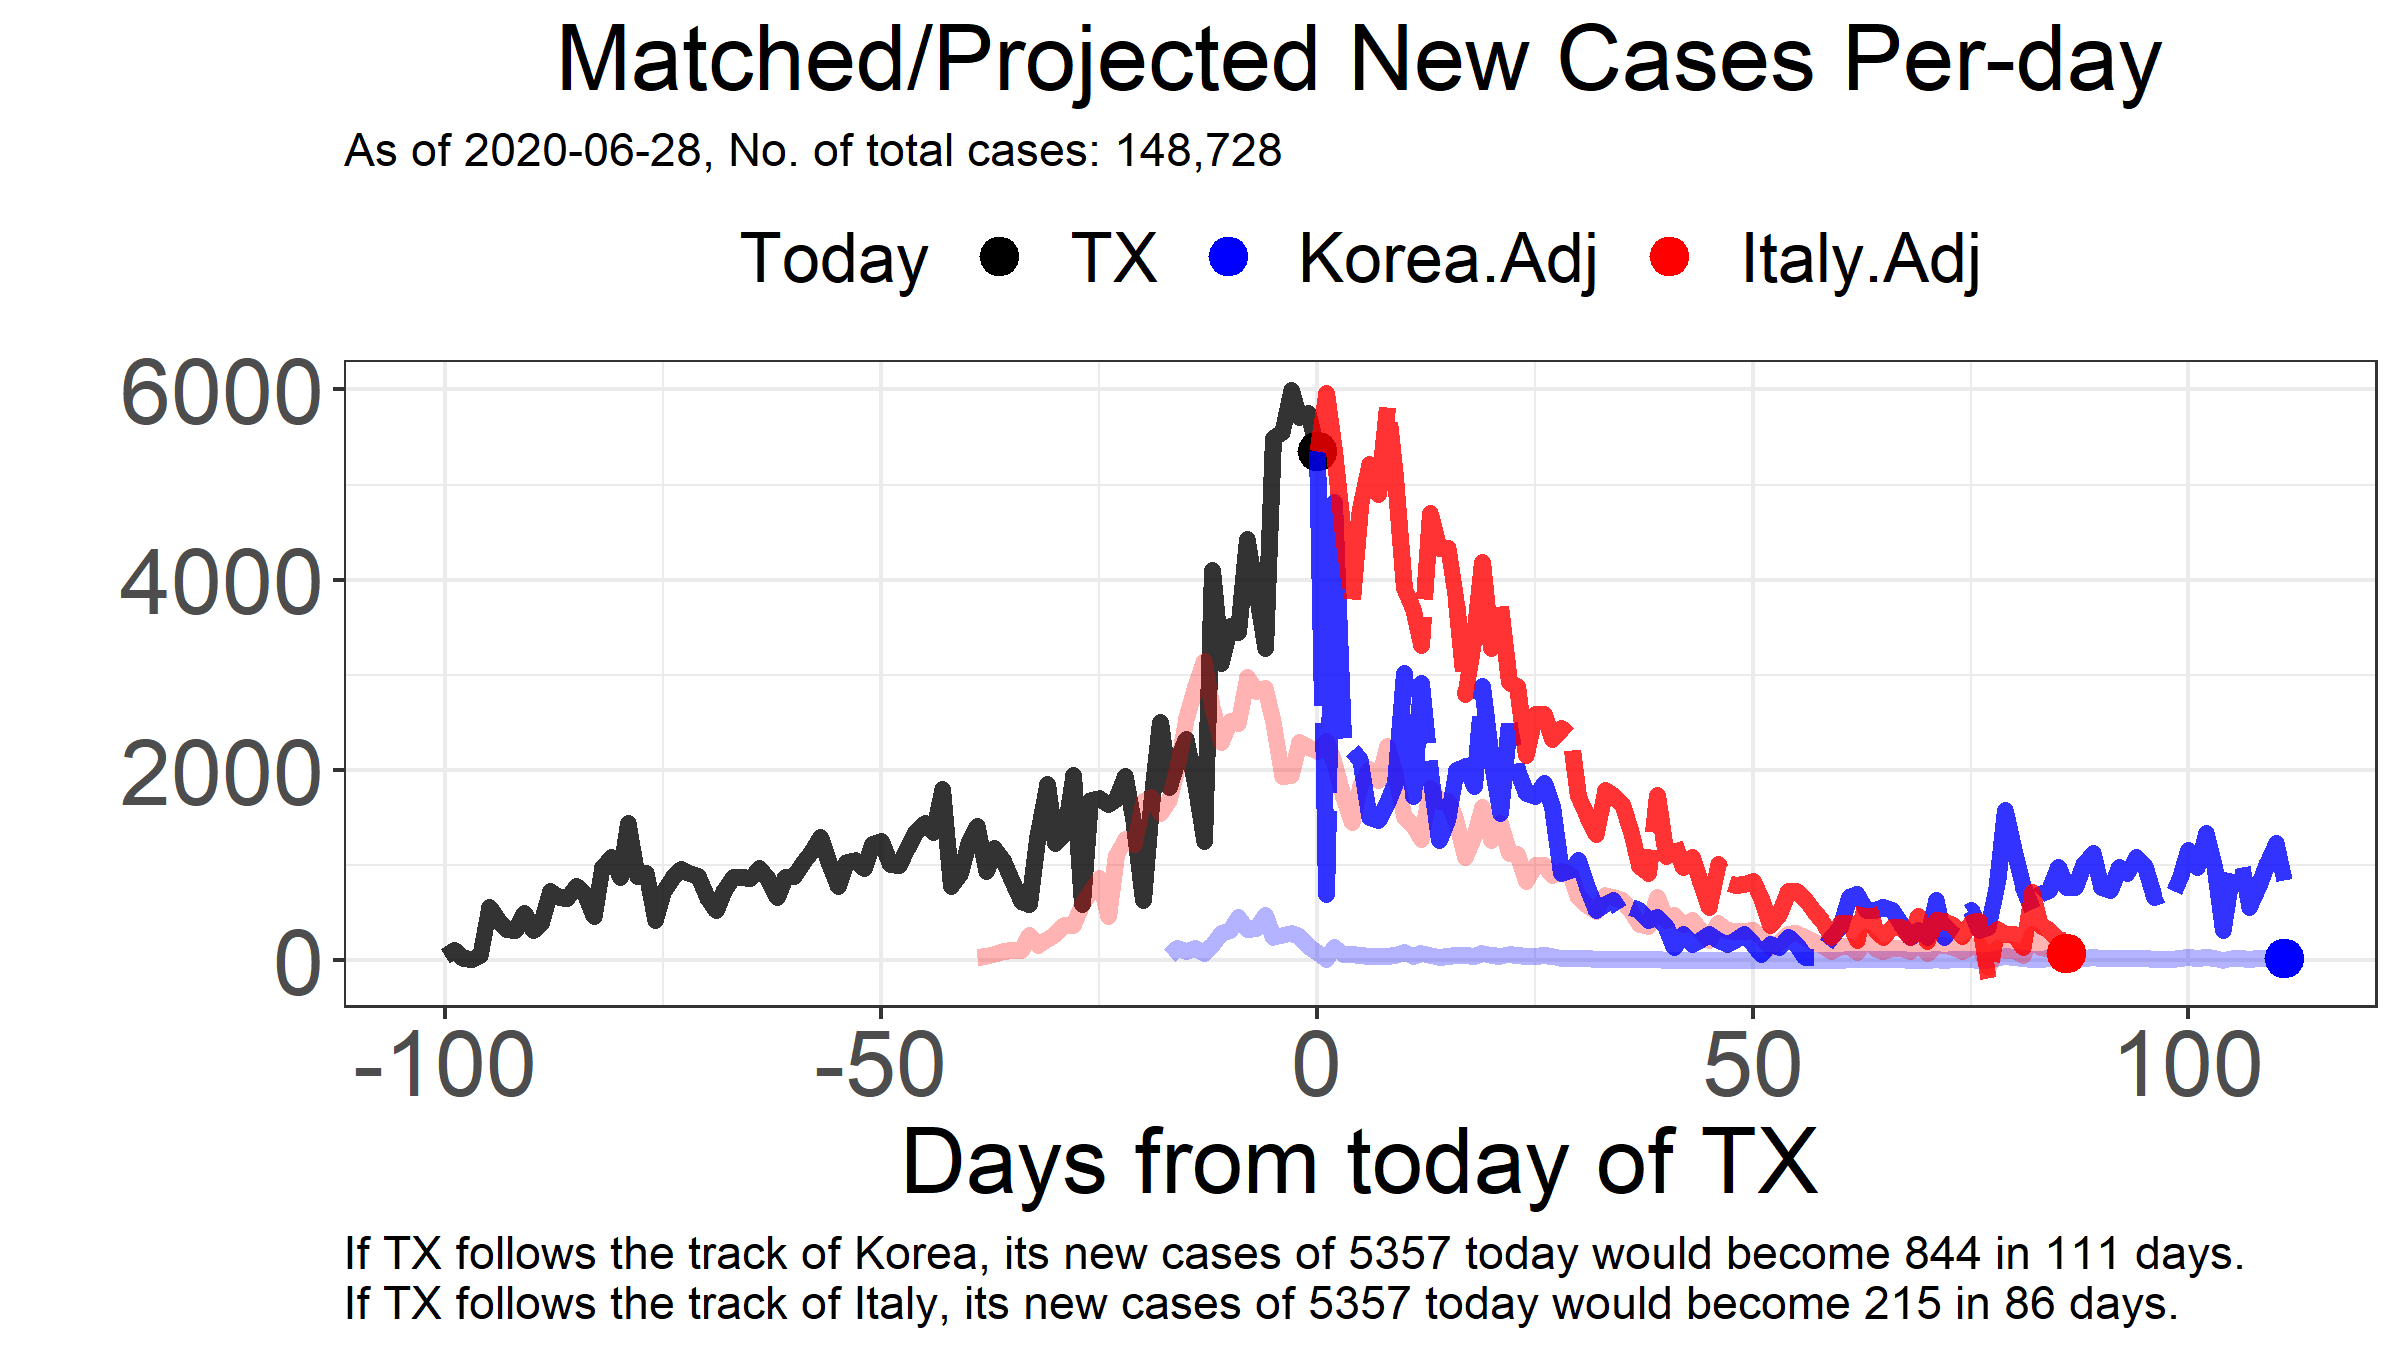 Matched/Projected New Cases Per-day
As of 2020-06-28, No. of total cases: 148,728
Today TX Korea.Adj Italy.Adj
6000
4000
2000
0
-100 -50 0 50 100
Days from today of TX
If TX follows the track of Korea, its new cases of 5357 today would become 844 in 111 days.
If TX follows the track of Italy, its new cases of 5357 today would become 215 in 86 days.